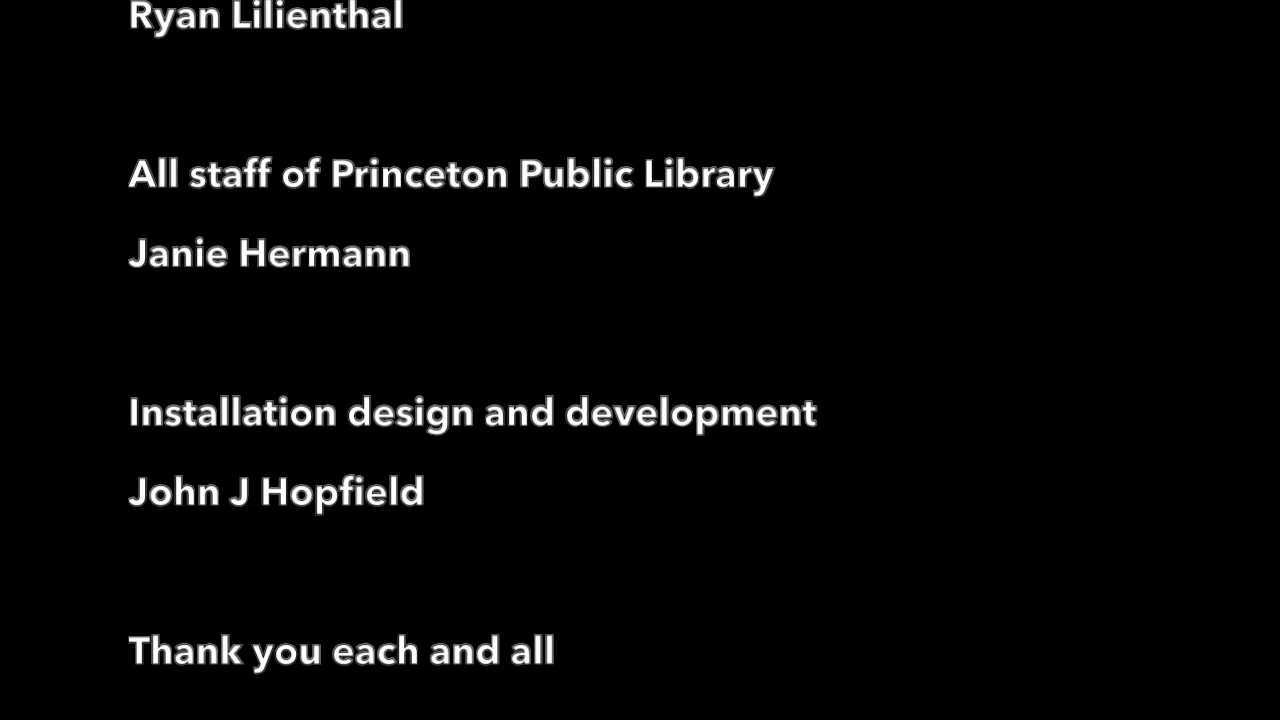 Ryan Lilienthal
All staff of Princeton Public Library
Janie Hermann
Installation design and development
John J Hopfield
Thank you each and all